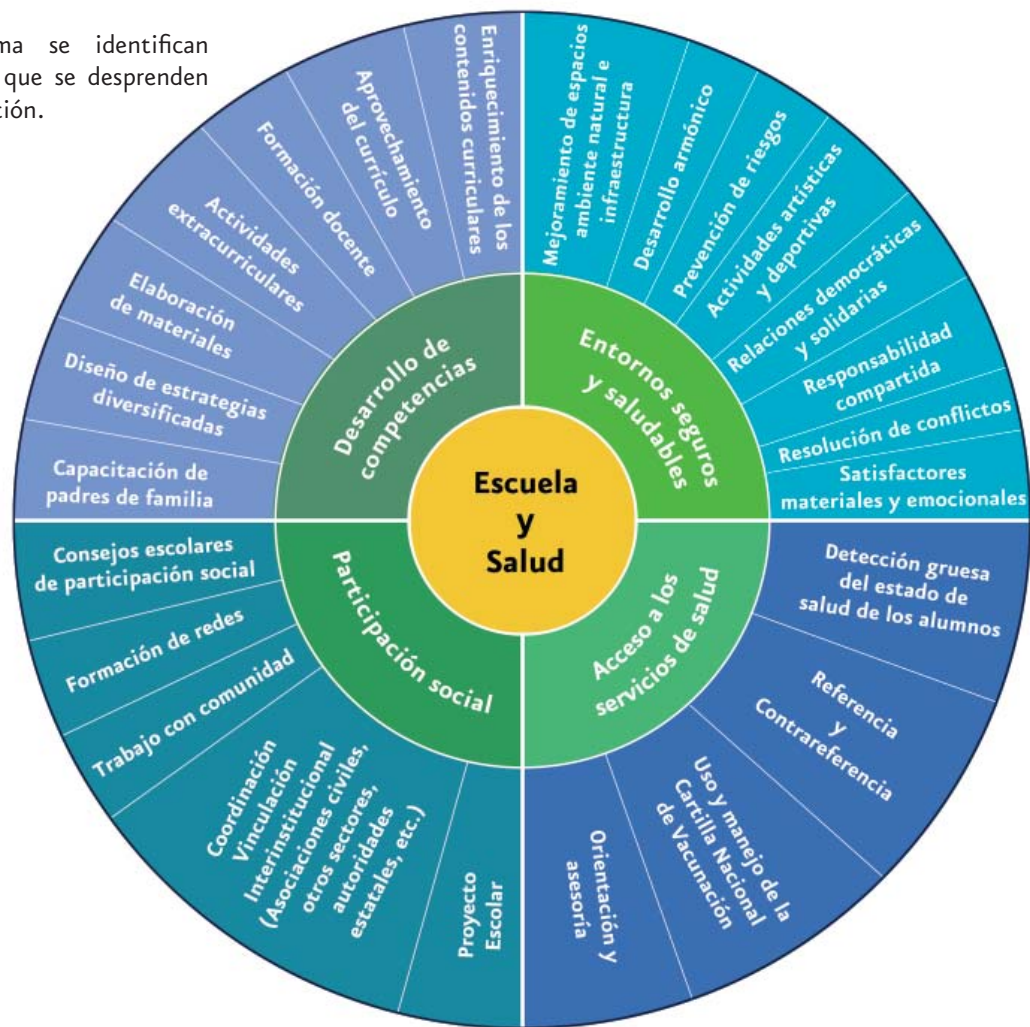 ma se identifican
que se desprenden
ción.
Escuela
y
Salud
Desarrollo de
competencias
Capacitación de
padres de familia
Diseño de estrategias
diversificadas
Elaboración
de materiales
Actividades
extracurriculares
Formación docente
Aprovechamiento
del currículo
Enriquecimiento de los
contenidos curriculares
Entornos seguros
y saludables
Mejoramiento de espacios
ambiente natural e
infraestructura
Desarrollo armónico
Prevención de riesgos
Actividades artísticas
y deportivas
Relaciones democráticas
y solidarias
Responsabilidad
compartida
Resolución de conflictos
Satisfactores
materiales y emocionales
Acceso a los
servicios de salud
Detección gruesa
del estado de
salud de los alumnos
Referencia
y
Contrareferencia
Uso y manejo de la
Cartilla Nacional
de Vacunación
Orientación y
asesoría
Participación social
Proyecto
Escolar
Coordinación
Vinculación
Interinstitucional
(Asociaciones civiles,
otros sectores,
autoridades
estatales, etc.)
Trabajo con comunidad
Formación de redes
Consejos escolares
de participación social